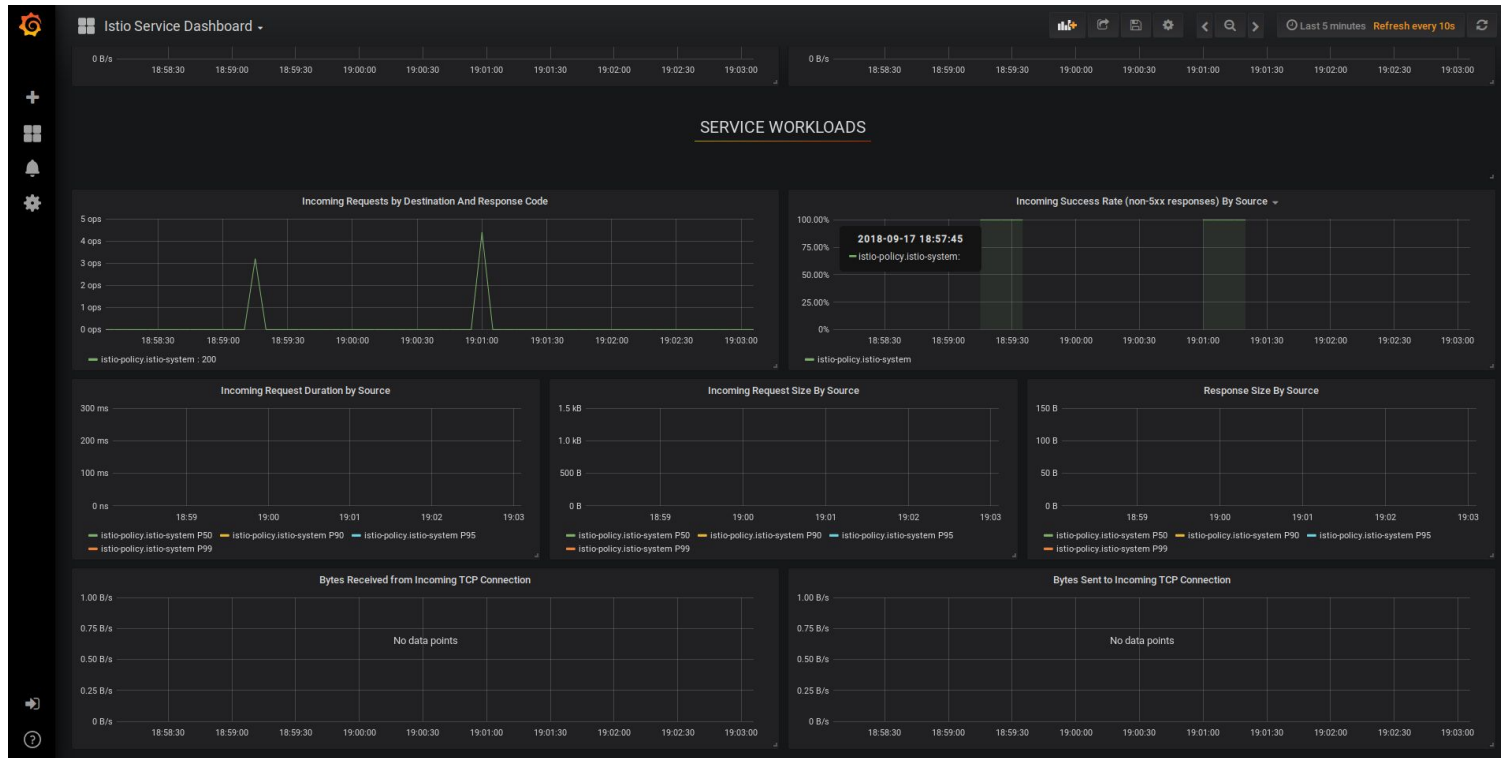 Istio Service Dashboard
Last 5 minutes Refresh every 10s
0 B/s
18:58:30 18:59:00 18:59:30 19:00:00 19:00:30 19:01:00 19:01:30 19:02:00 19:02:30 19:03:00
0 B/s
18:58:30 18:59:00 18:59:30 19:00:00 19:00:30 19:01:00 19:01:30 19:02:00 19:02:30 19:03:00
SERVICE WORKLOADS
Incoming Requests by Destination And Response Code
5 ops
4 ops
3 ops
2 ops
1 ops
0 ops
18:58:30 18:59:00 18:59:30 19:00:00 19:00:30 19:01:00 19:01:30 19:02:00 19:02:30 19:03:00
istio-policy.istio-system : 200
Incoming Success Rate (non-5xx responses) By Source
100.00%
75.00%
50.00%
25.00%
0%
2018-09-17 18:57:45
istio-policy.istio-system:
18:58:30 18:59:00 18:59:30 19:00:00 19:00:30 19:01:00 19:01:30 19:02:00 19:02:30 19:03:00
istio-policy.istio-system
Incoming Request Duration by Source
300 ms
200 ms
100 ms
0 ns
18:59 19:00 19:01 19:02 19:03
istio-policy.istio-system P50 istio-policy.istio-system P90 istio-policy.istio-system P95
istio-policy.istio-system P99
Incoming Request Size By Source
1.5 kB
1.0 kB
500 B
0 B
18:59 19:00 19:01 19:02 19:03
istio-policy.istio-system P50 istio-policy.istio-system P90 istio-policy.istio-system P95
istio-policy.istio-system P99
Response Size By Source
150 B
100 B
50 B
0 B
18:59 19:00 19:01 19:02 19:03
istio-policy.istio-system P50 istio-policy.istio-system P90 istio-policy.istio-system P95
istio-policy.istio-system P99
Bytes Received from Incoming TCP Connection
1.00 B/s
0.75 B/s
0.50 B/s
0.25 B/s
0 B/s
No data points
18:58:30 18:59:00 18:59:30 19:00:00 19:00:30 19:01:00 19:01:30 19:02:00 19:02:30 19:03:00
Bytes Sent to Incoming TCP Connection
1.00 B/s
0.75 B/s
0.50 B/s
0.25 B/s
0 B/s
No data points
18:58:30 18:59:00 18:59:30 19:00:00 19:00:30 19:01:00 19:01:30 19:02:00 19:02:30 19:03:00